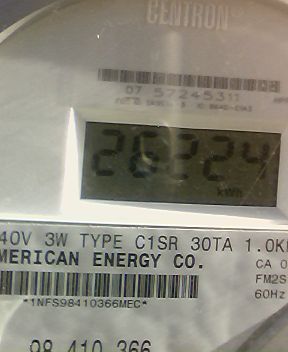 CENTRON®
07 57245311
26224
kWh
40V 3W TYPE C1SR 30TA 1.0K
MERICAN ENERGY CO.
CA 0
FM2S
*1NFS98410366MEC*
60Hz
98 410 366